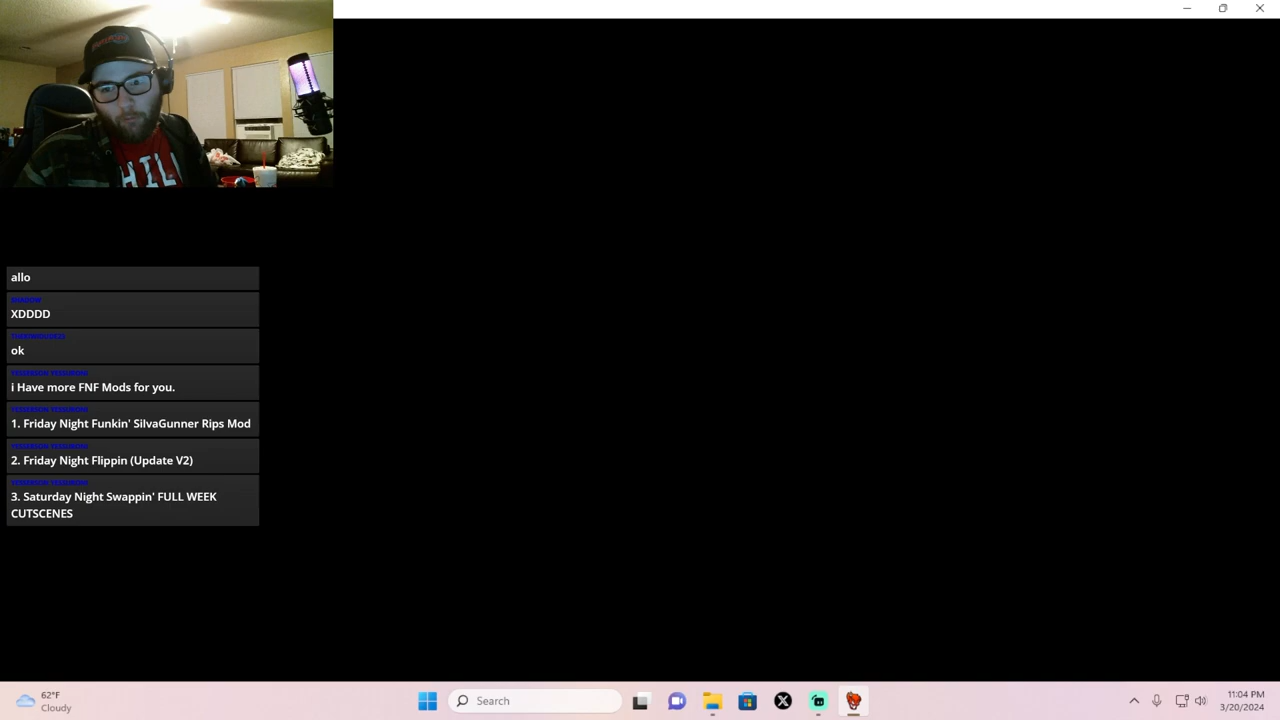 allo
XDDDD
ok
i Have more FNF Mods for you.
1. Friday Night Funkin' SilvaGunner Rips Mod
2. Friday Night Flippin (Update V2)
3. Saturday Night Swappin' FULL WEEK
CUTSCENES
62°F
Cloudy
Search
11:04 PM
3/20/2024